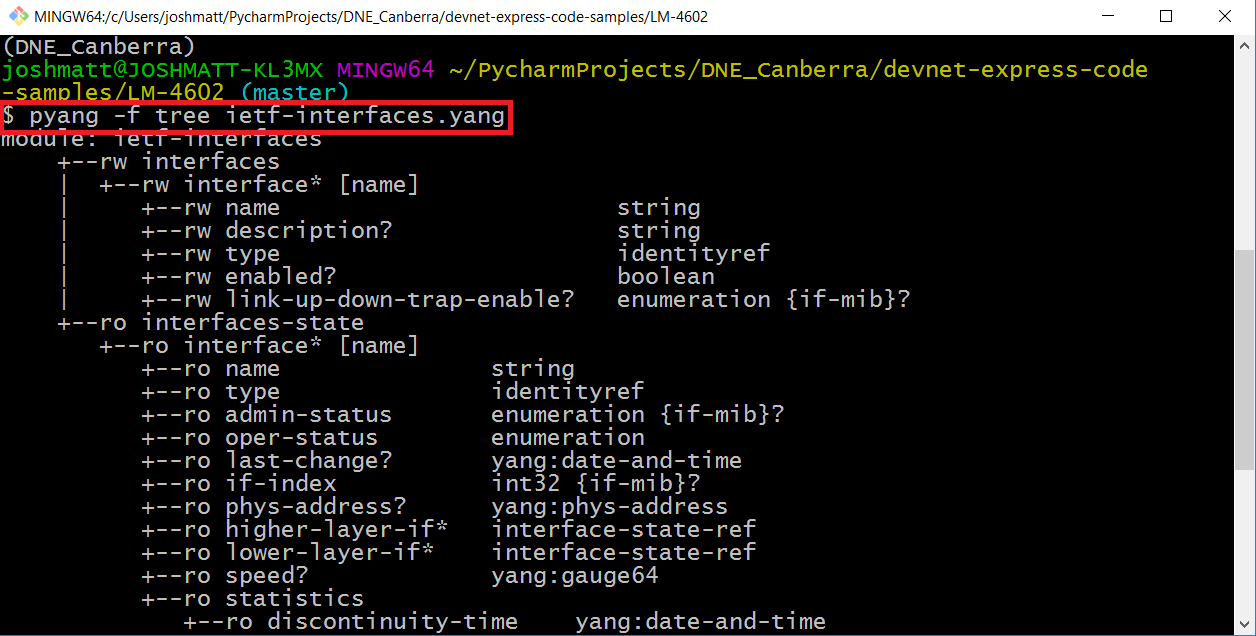 MINGW64:/c/Users/joshmatt/PycharmProjects/DNE_Canberra/devnet-express-code-samples/LM-4602
(DNE_Canberra)
joshmatt@JOSHMATT-KL3MX MINGW64 ~/PycharmProjects/DNE_Canberra/devnet-express-code
-samples/LM-4602 (master)
$ pyang -f tree ietf-interfaces.yang
module: ietf-interfaces
    +--rw interfaces
    |  +--rw interface* [name]
    |     +--rw name                        string
    |     +--rw description?                string
    |     +--rw type                        identityref
    |     +--rw enabled?                    boolean
    |     +--rw link-up-down-trap-enable?   enumeration {if-mib}?
    +--ro interfaces-state
       +--ro interface* [name]
          +--ro name               string
          +--ro type               identityref
          +--ro admin-status       enumeration {if-mib}?
          +--ro oper-status        enumeration
          +--ro last-change?       yang:date-and-time
          +--ro if-index           int32 {if-mib}?
          +--ro phys-address?      yang:phys-address
          +--ro higher-layer-if*   interface-state-ref
          +--ro lower-layer-if*    interface-state-ref
          +--ro speed?             yang:gauge64
          +--ro statistics
             +--ro discontinuity-time    yang:date-and-time